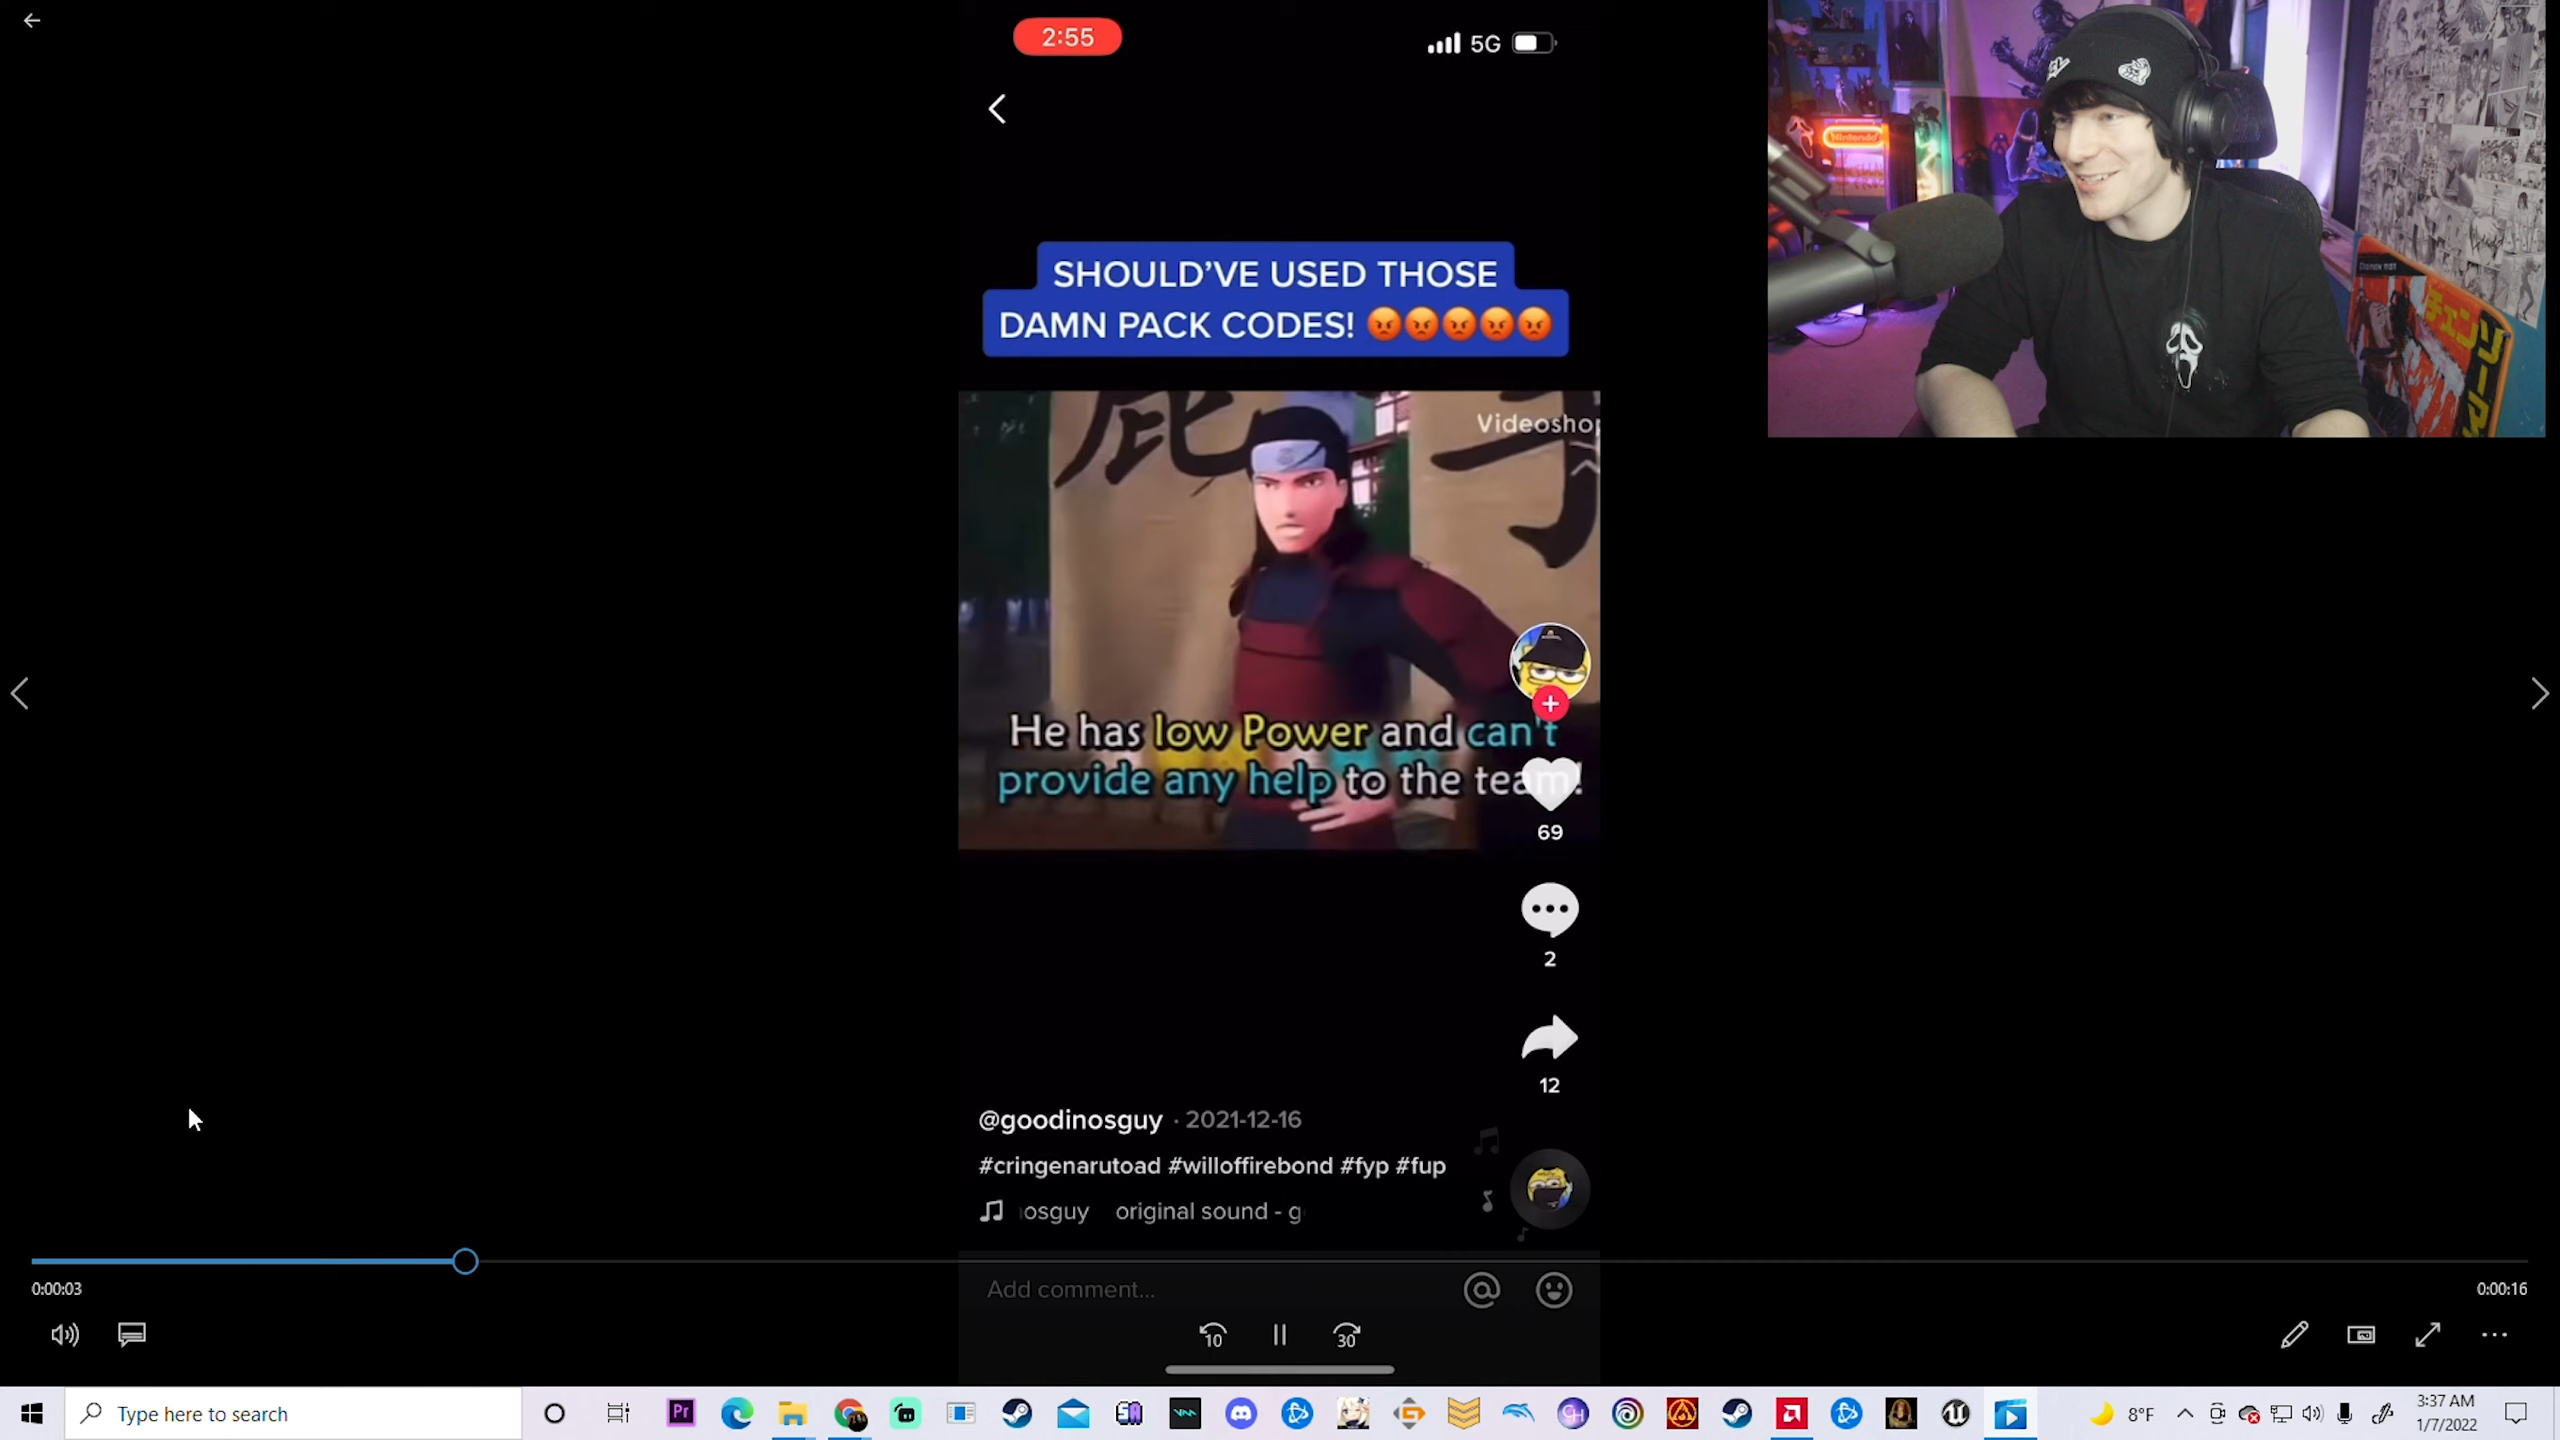 2:55
5G
Nintendo
SHOULD'VE USED THOSE
DAMN PACK CODES! 😡😡😡😡😡
Videosho
He has low Power and can't
provide any help to the team!
69
2
12
@goodinosguy · 2021-12-16
#cringenarutoad #willoffirebond #fyp #fup
osguy original sound - g
0:00:03
0:00:16
Add comment...
10
30
Type here to search
Pr
8°F
3:37 AM
1/7/2022